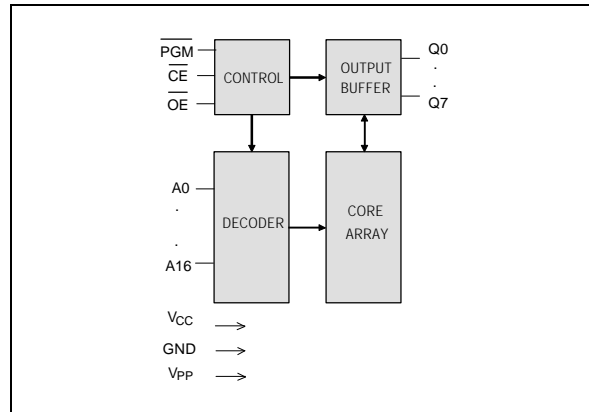 PGM
CE
OE
CONTROL
OUTPUT
BUFFER
Q0
.
.
Q7
A0
.
.
A16
DECODER
CORE
ARRAY
VCC
GND
VPP